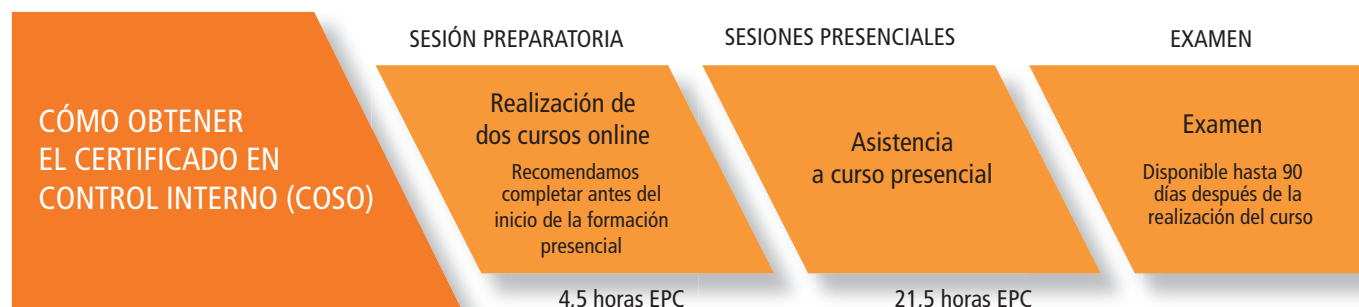 CÓMO OBTENER
EL CERTIFICADO EN
CONTROL INTERNO (COSO)
SESIÓN PREPARATORIA
Realización de
dos cursos online
Recomendamos
completar antes del
inicio de la formación
presencial
4,5 horas EPC
SESIONES PRESENCIALES
Asistencia
a curso presencial
21,5 horas EPC
EXAMEN
Examen
Disponible hasta 90
días después de la
realización del curso